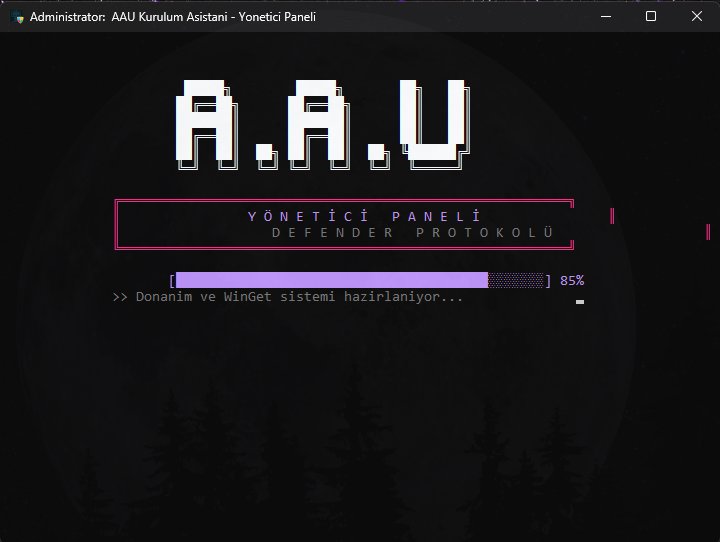 Administrator: AAU Kurulum Asistani - Yonetici Paneli
A.A.U
YÖNETİCİ PANELİ
DEFENDER PROTOKOLÜ
[ ] 85%
>> Donanim ve WinGet sistemi hazirlaniyor...